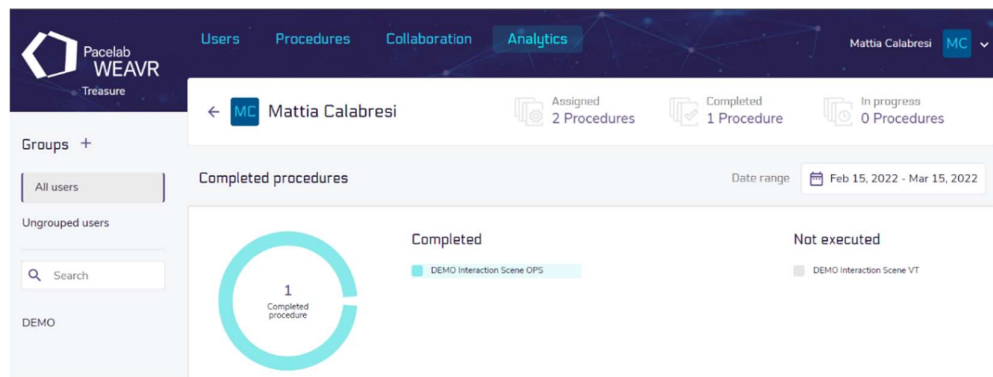 Pacelab
WEAVR
Treasure
Users Procedures Collaboration Analytics
Mattia Calabresi MC
MC Mattia Calabresi
Assigned
2 Procedures
Completed
1 Procedure
In progress
0 Procedures
Groups +
All users
Ungrouped users
Search
DEMO
Completed procedures
Date range Feb 15, 2022 - Mar 15, 2022
1
Completed
procedure
Completed
DEMO Interaction Scene OPS
Not executed
DEMO Interaction Scene VT